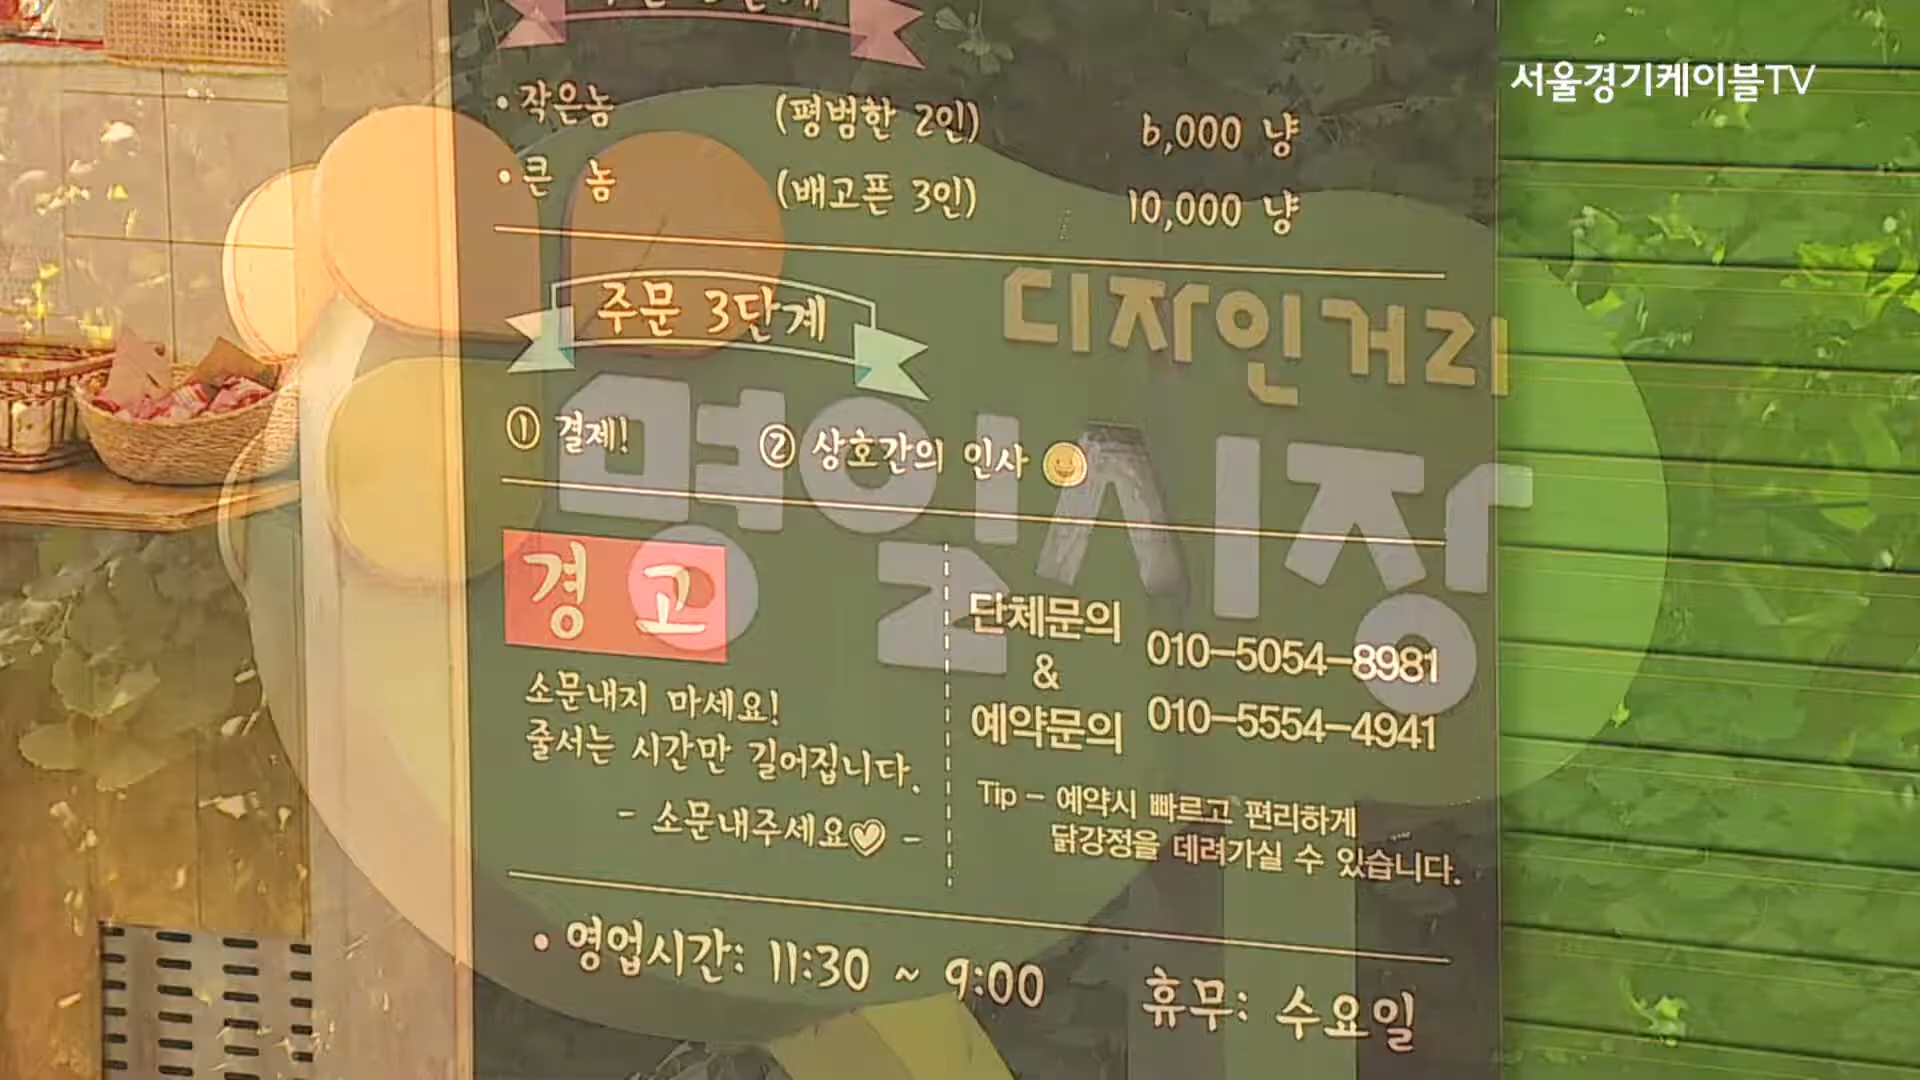 서울경기케이블TV
• 작은놈 (평범한 2인) 6,000 냥
• 큰 놈 (배고픈 3인) 10,000 냥
주문 3단계
디자인거리
명일시장
① 결제! ② 상호간의 인사
경고
소문내지 마세요!
줄서는 시간만 길어집니다.
- 소문내주세요♡ -
단체문의 010-5054-8981
&
예약문의 010-5554-4941
Tip - 예약시 빠르고 편리하게
닭강정을 데려가실 수 있습니다.
• 영업시간: 11:30 ~ 9:00 휴무: 수요일